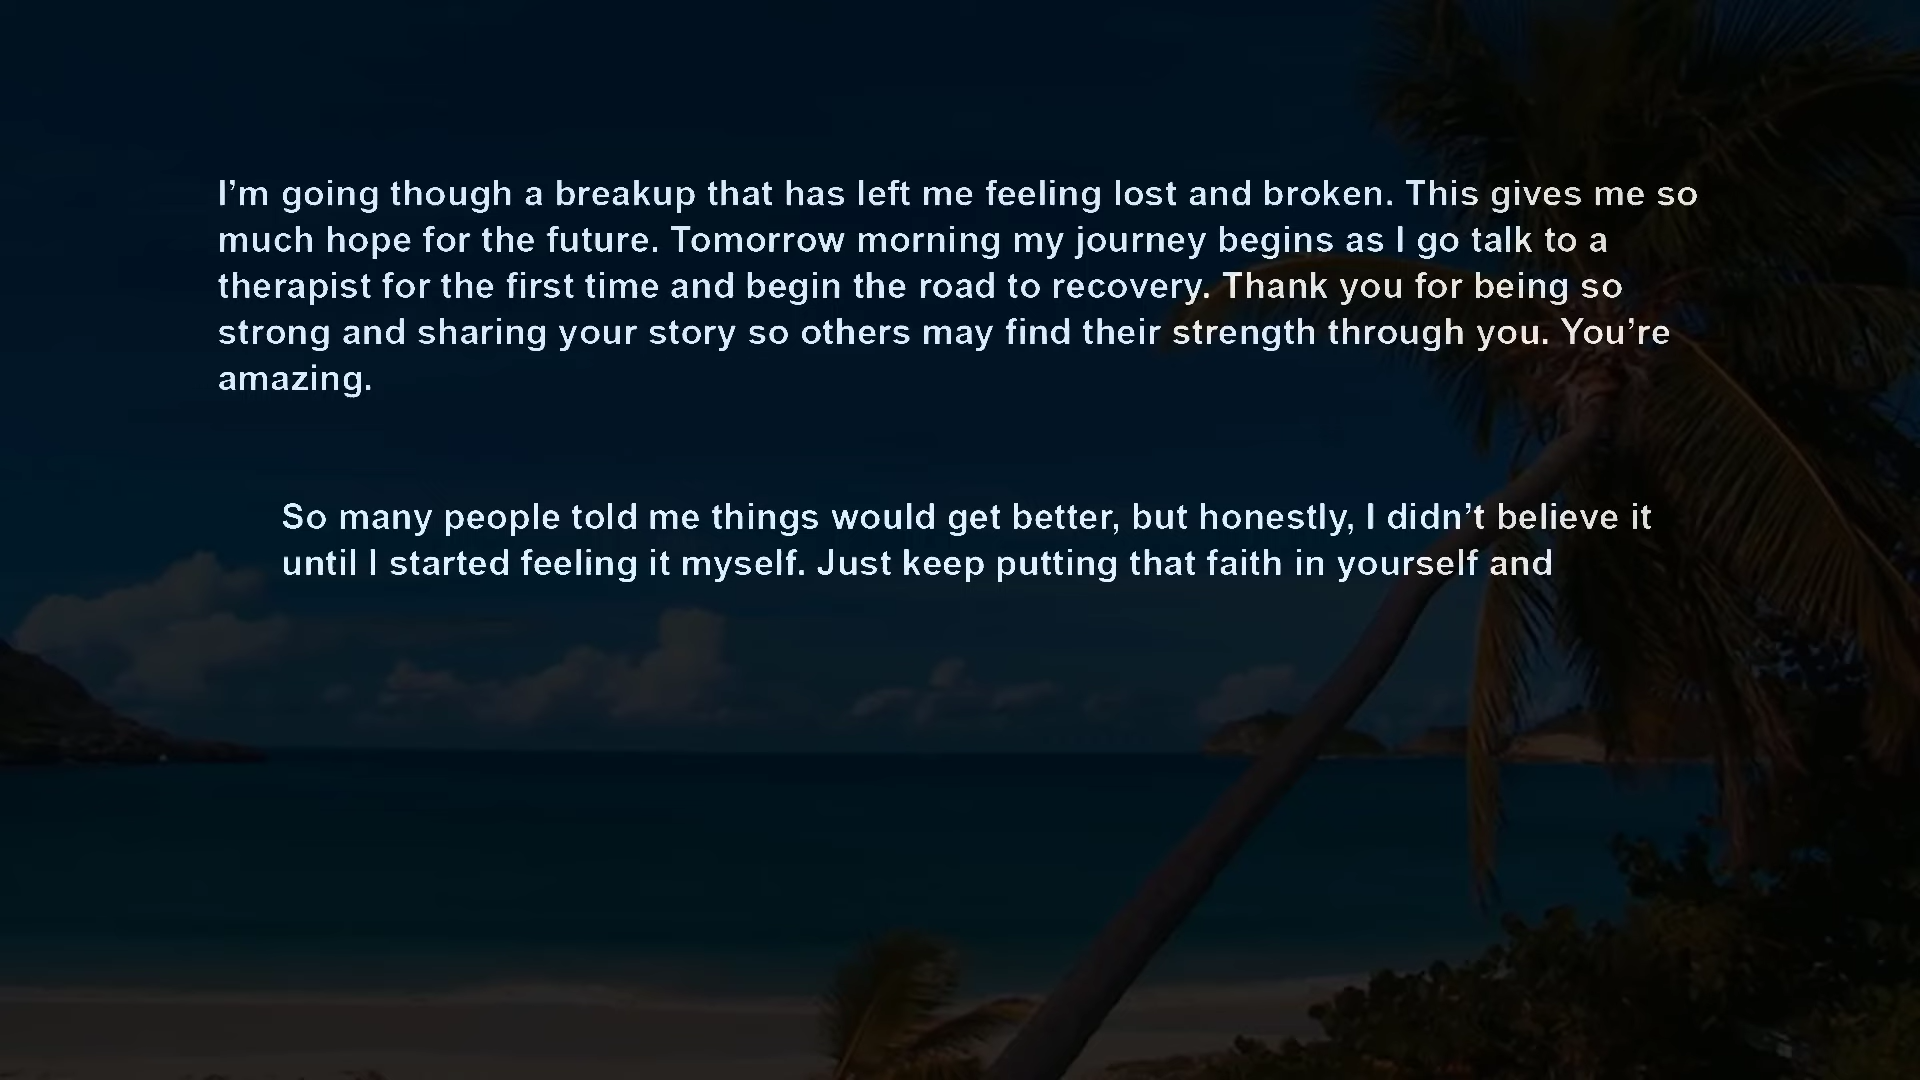 I’m going though a breakup that has left me feeling lost and broken. This gives me so
much hope for the future. Tomorrow morning my journey begins as I go talk to a
therapist for the first time and begin the road to recovery. Thank you for being so
strong and sharing your story so others may find their strength through you. You’re
amazing.
So many people told me things would get better, but honestly, I didn’t believe it
until I started feeling it myself. Just keep putting that faith in yourself and